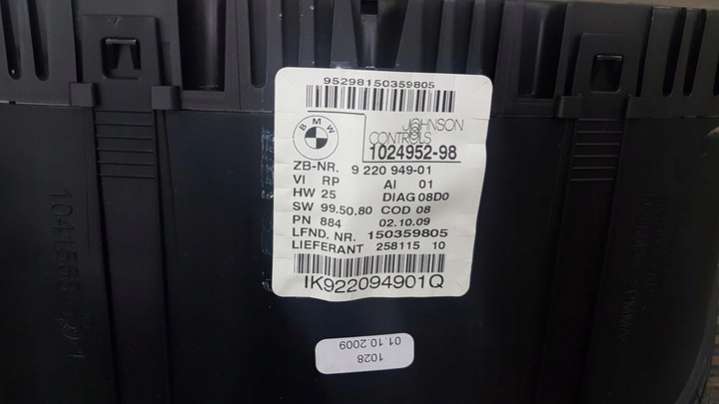 95298150359805
BMW
JOHNSON
CONTROLS
1024952-98
ZB-NR. 9 220 949-01
VI RP AI 01
HW 25 DIAG 08D0
SW 99.50,80 COD 08
PN 884 02.10.09
LFND. NR. 150359805
LIEFERANT 258115 10
IK922094901Q
1028
01.10.2009